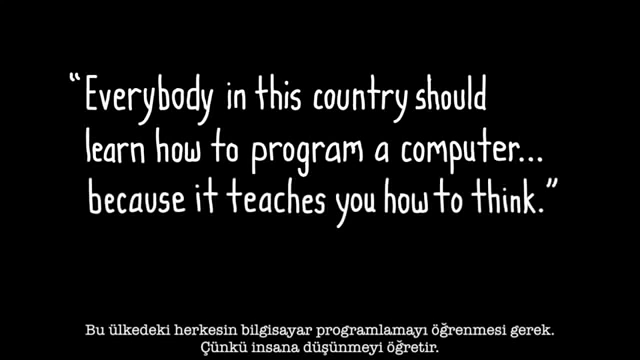 “Everybody in this country should
learn how to program a computer...
because it teaches you how to think.”
Bu ülkedeki herkesin bilgisayar programlamayı öğrenmesi gerek.
Çünkü insana düşünmeyi öğretir.